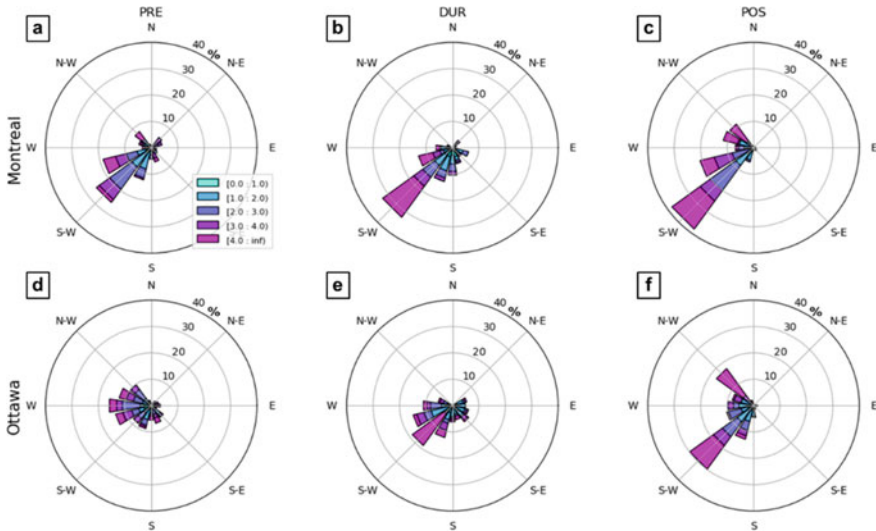 PRE
DUR
POS
a
b
c
N
N
N
N-W
40
%
N-E
N-W
40
%
N-E
N-W
40
%
N-E
30
30
30
20
20
20
10
10
10
Montreal
W
E
W
E
W
E
[0.0 : 1.0)
[1.0 : 2.0)
[2.0 : 3.0)
[3.0 : 4.0)
[4.0 : inf)
S-W
S-E
S-W
S-E
S-W
S-E
S
S
S
d
e
f
N
N
N
N-W
40
%
N-E
N-W
40
%
N-E
N-W
40
%
N-E
30
30
30
20
20
20
10
10
10
Ottawa
W
E
W
E
W
E
S-W
S-E
S-W
S-E
S-W
S-E
S
S
S